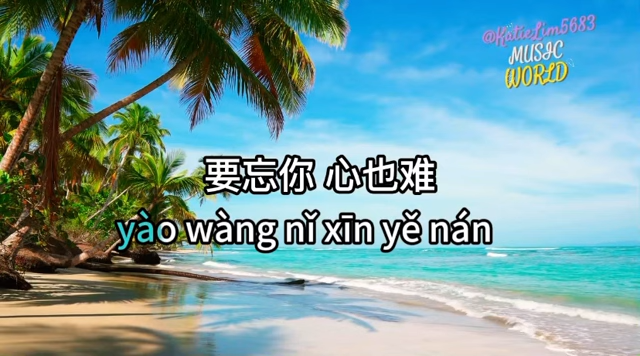 @KatieLim5683
MUSIC
WORLD
要忘你 心也难
yào wàng nǐ xīn yě nán